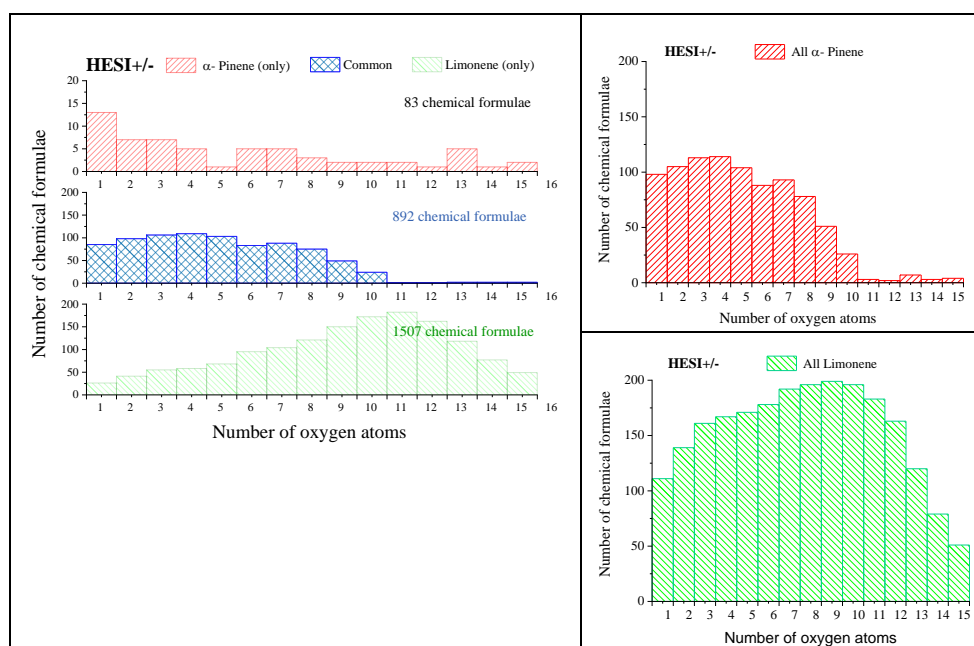 HESI+/- α- Pinene (only) Common Limonene (only)
Number of chemical formulae
20
15
10
5
0
83 chemical formulae
1 2 3 4 5 6 7 8 9 10 11 12 13 14 15 16
200
150
100
50
0
892 chemical formulae
1 2 3 4 5 6 7 8 9 10 11 12 13 14 15 16
200
150
100
50
0
1507 chemical formulae
1 2 3 4 5 6 7 8 9 10 11 12 13 14 15 16
Number of oxygen atoms
HESI+/- All α- Pinene
Number of chemical formulae
200
150
100
50
0
1 2 3 4 5 6 7 8 9 10 11 12 13 14 15
Number of oxygen atoms
HESI+/- All Limonene
Number of chemical formulae
200
150
100
50
0
1 2 3 4 5 6 7 8 9 10 11 12 13 14 15
Number of oxygen atoms